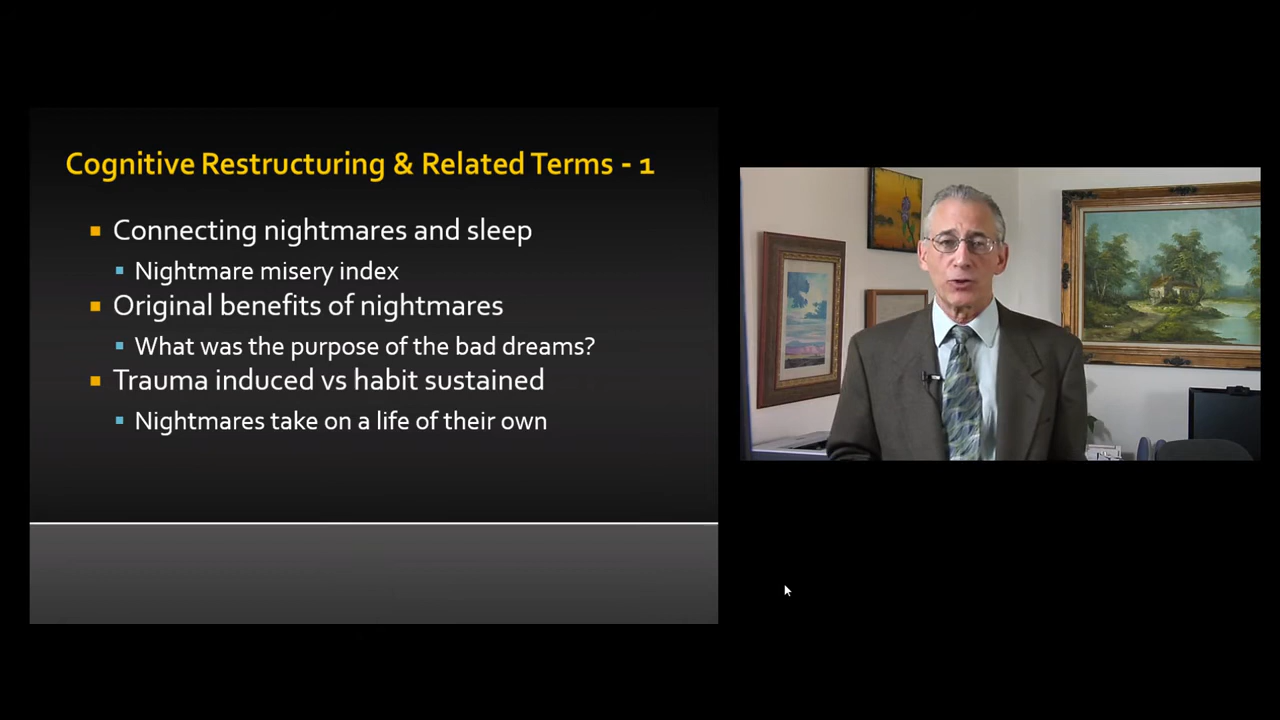 Cognitive Restructuring & Related Terms - 1
Connecting nightmares and sleep
Nightmare misery index
Original benefits of nightmares
What was the purpose of the bad dreams?
Trauma induced vs habit sustained
Nightmares take on a life of their own